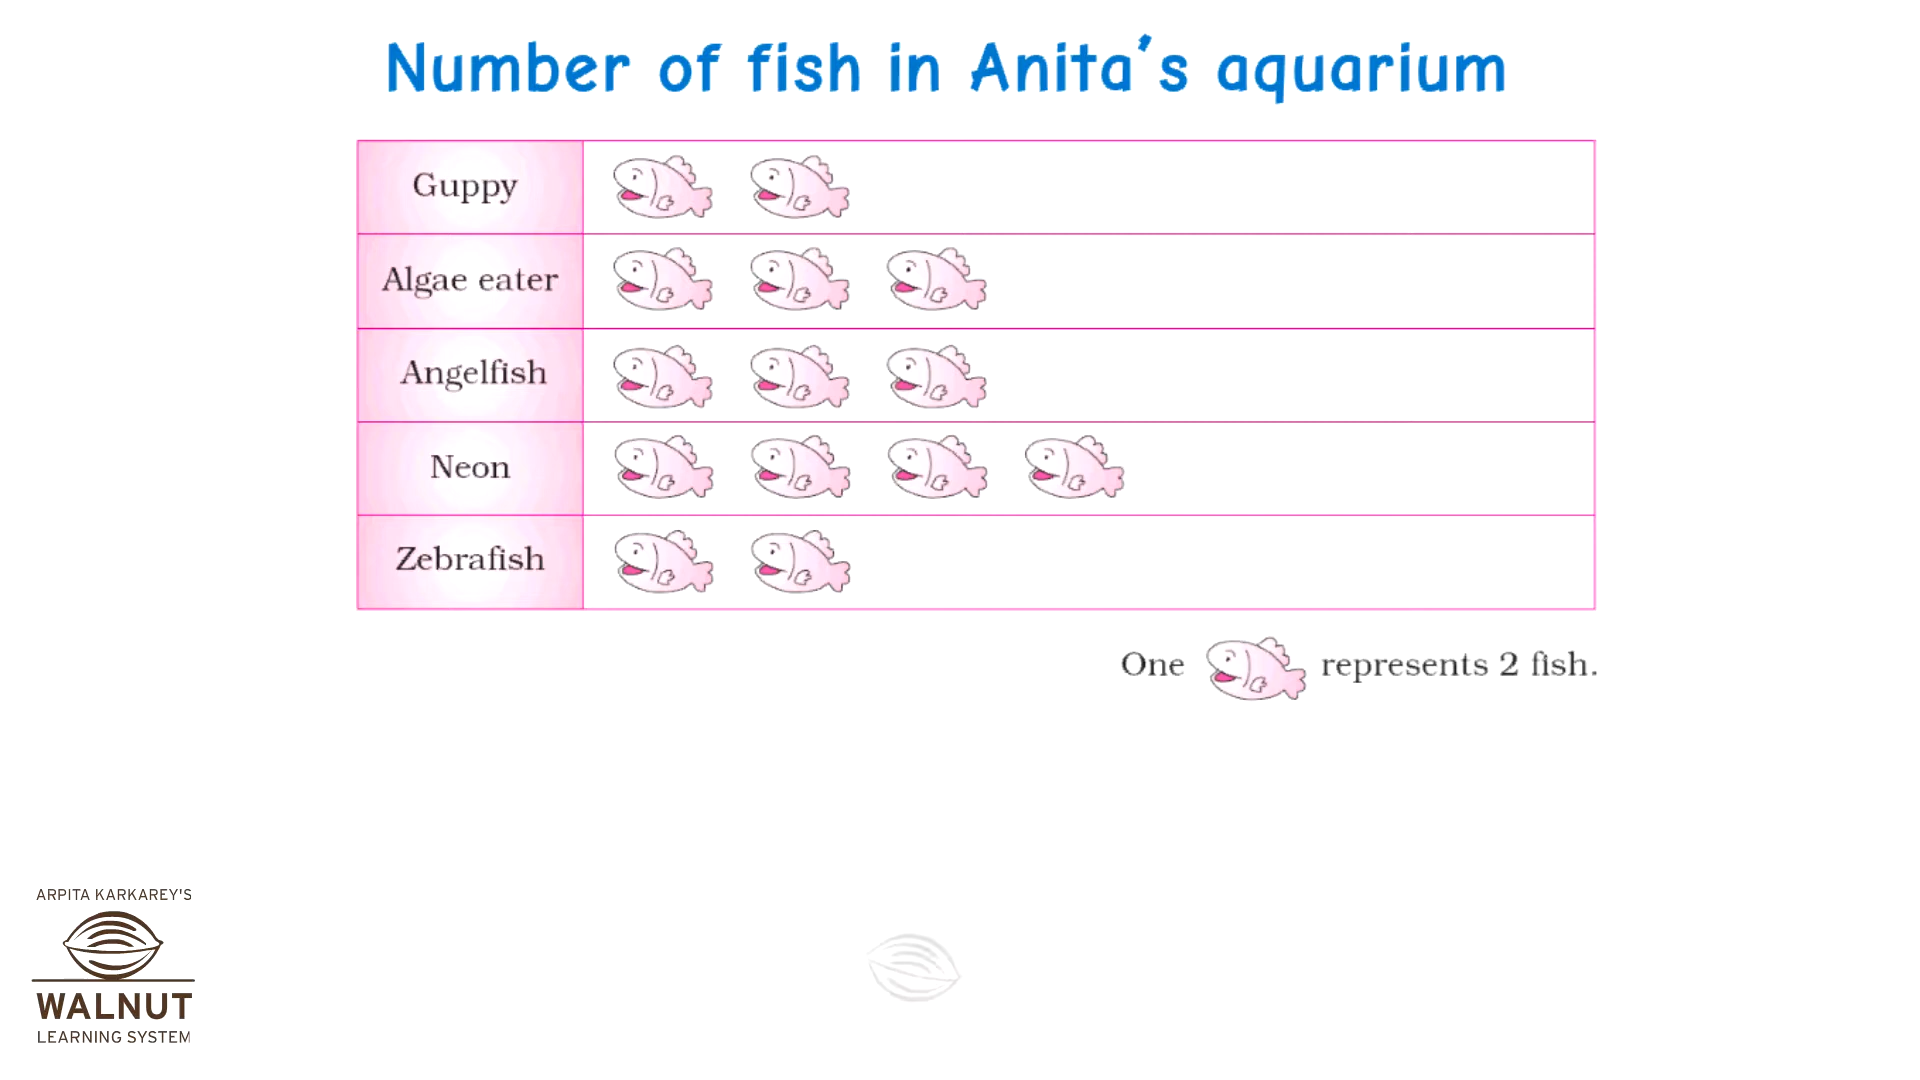 Number of fish in Anita's aquarium
Guppy
Algae eater
Angelfish
Neon
Zebrafish
One represents 2 fish.
ARPITA KARKAREY'S
WALNUT
LEARNING SYSTEM